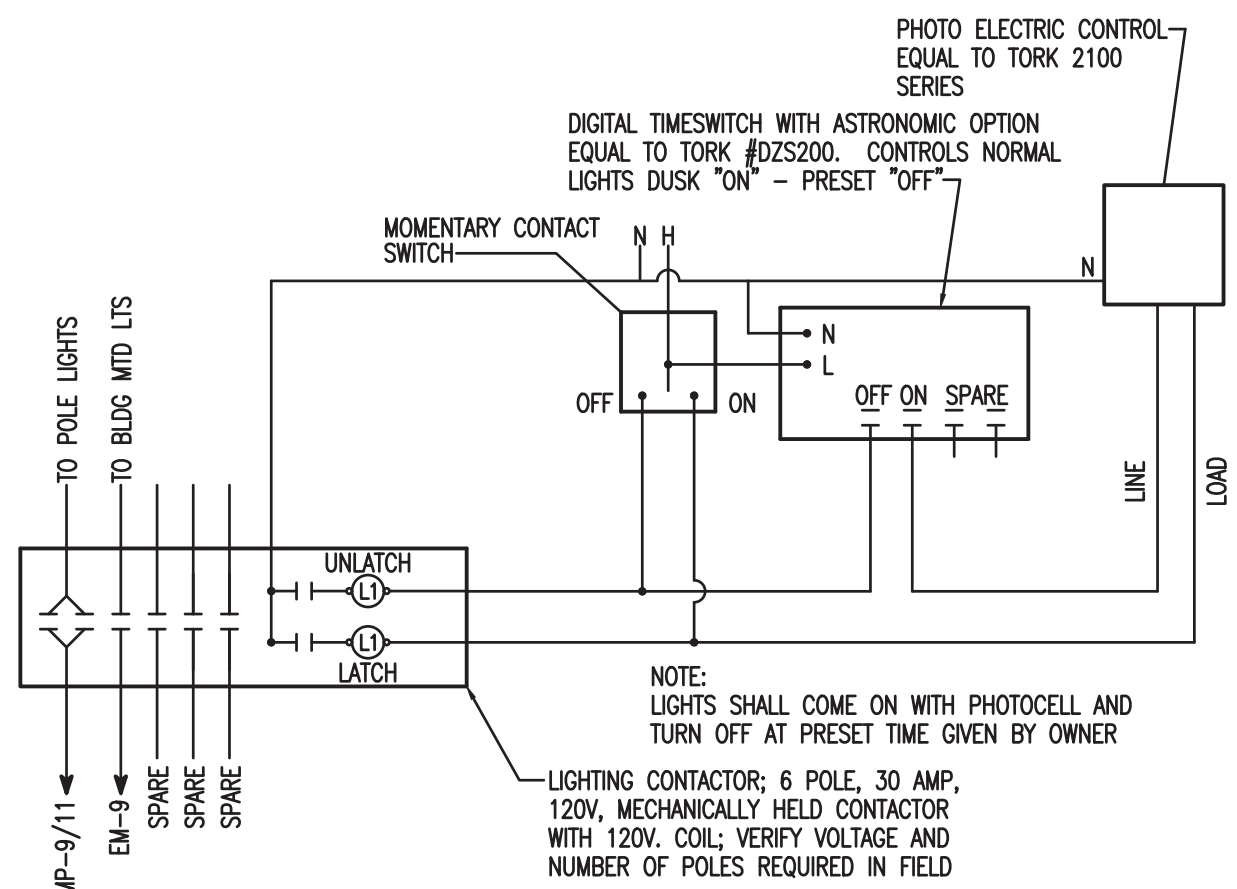 PHOTO ELECTRIC CONTROL
EQUAL TO TORK 2100
SERIES
DIGITAL TIMESWITCH WITH ASTRONOMIC OPTION
EQUAL TO TORK #DZS200. CONTROLS NORMAL
LIGHTS DUSK "ON" - PRESET "OFF"
MOMENTARY CONTACT
SWITCH
N H
N
N
L
OFF ON SPARE
OFF
ON
LINE
LOAD
TO POLE LIGHTS
TO BLDG MTD LTS
UNLATCH
L1
L1
LATCH
NOTE:
LIGHTS SHALL COME ON WITH PHOTOCELL AND
TURN OFF AT PRESET TIME GIVEN BY OWNER
LIGHTING CONTACTOR; 6 POLE, 30 AMP,
120V, MECHANICALLY HELD CONTACTOR
WITH 120V. COIL; VERIFY VOLTAGE AND
NUMBER OF POLES REQUIRED IN FIELD
MP-9/11
EM-9
SPARE
SPARE
SPARE